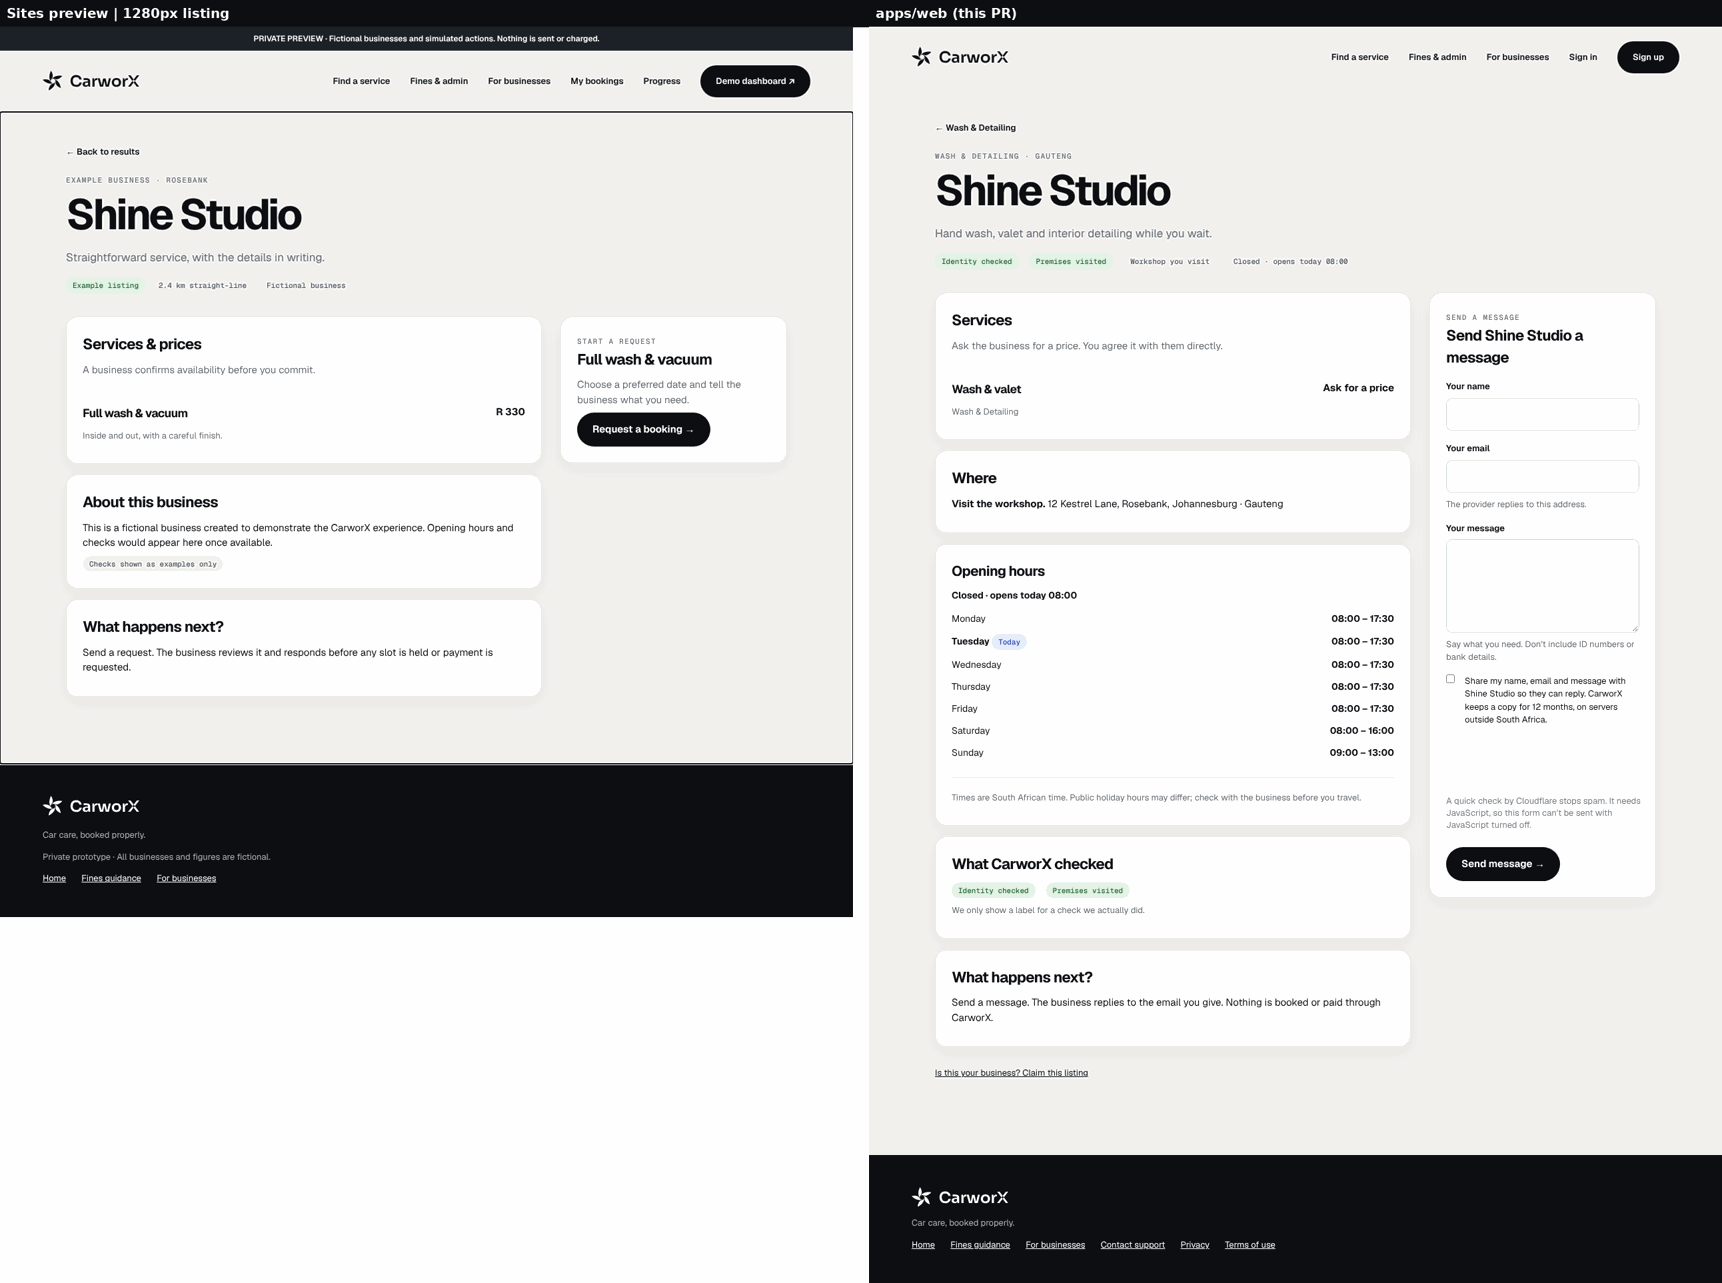 Sites preview | 1280px listing
PRIVATE PREVIEW · Fictional businesses and simulated actions. Nothing is sent or charged.
CarworX
Find a service
Fines & admin
For businesses
My bookings
Progress
Demo dashboard ↗
← Back to results
EXAMPLE BUSINESS · ROSEBANK
Shine Studio
Straightforward service, with the details in writing.
Example listing
2.4 km straight-line
Fictional business
Services & prices
A business confirms availability before you commit.
Full wash & vacuum
R 330
Inside and out, with a careful finish.
START A REQUEST
Full wash & vacuum
Choose a preferred date and tell the
business what you need.
Request a booking →
About this business
This is a fictional business created to demonstrate the CarworX experience. Opening hours and
checks would appear here once available.
Checks shown as examples only
What happens next?
Send a request. The business reviews it and responds before any slot is held or payment is
requested.
CarworX
Car care, booked properly.
Private prototype · All businesses and figures are fictional.
Home
Fines guidance
For businesses
apps/web (this PR)
CarworX
Find a service
Fines & admin
For businesses
Sign in
Sign up
← Wash & Detailing
WASH & DETAILING · GAUTENG
Shine Studio
Hand wash, valet and interior detailing while you wait.
Identity checked
Premises visited
Workshop you visit
Closed · opens today 08:00
Services
Ask the business for a price. You agree it with them directly.
Wash & valet
Ask for a price
Wash & Detailing
Where
Visit the workshop. 12 Kestrel Lane, Rosebank, Johannesburg · Gauteng
Opening hours
Closed · opens today 08:00
Monday 08:00 – 17:30
Tuesday Today 08:00 – 17:30
Wednesday 08:00 – 17:30
Thursday 08:00 – 17:30
Friday 08:00 – 17:30
Saturday 08:00 – 16:00
Sunday 09:00 – 13:00
Times are South African time. Public holiday hours may differ; check with the business before you travel.
What CarworX checked
Identity checked
Premises visited
We only show a label for a check we actually did.
What happens next?
Send a message. The business replies to the email you give. Nothing is booked or paid through
CarworX.
Is this your business? Claim this listing
SEND A MESSAGE
Send Shine Studio a
message
Your name
Your email
The provider replies to this address.
Your message
Say what you need. Don't include ID numbers or
bank details.
Share my name, email and message with
Shine Studio so they can reply. CarworX
keeps a copy for 12 months, on servers
outside South Africa.
A quick check by Cloudflare stops spam. It needs
JavaScript, so this form can't be sent with
JavaScript turned off.
Send message →
CarworX
Car care, booked properly.
Home
Fines guidance
For businesses
Contact support
Privacy
Terms of use